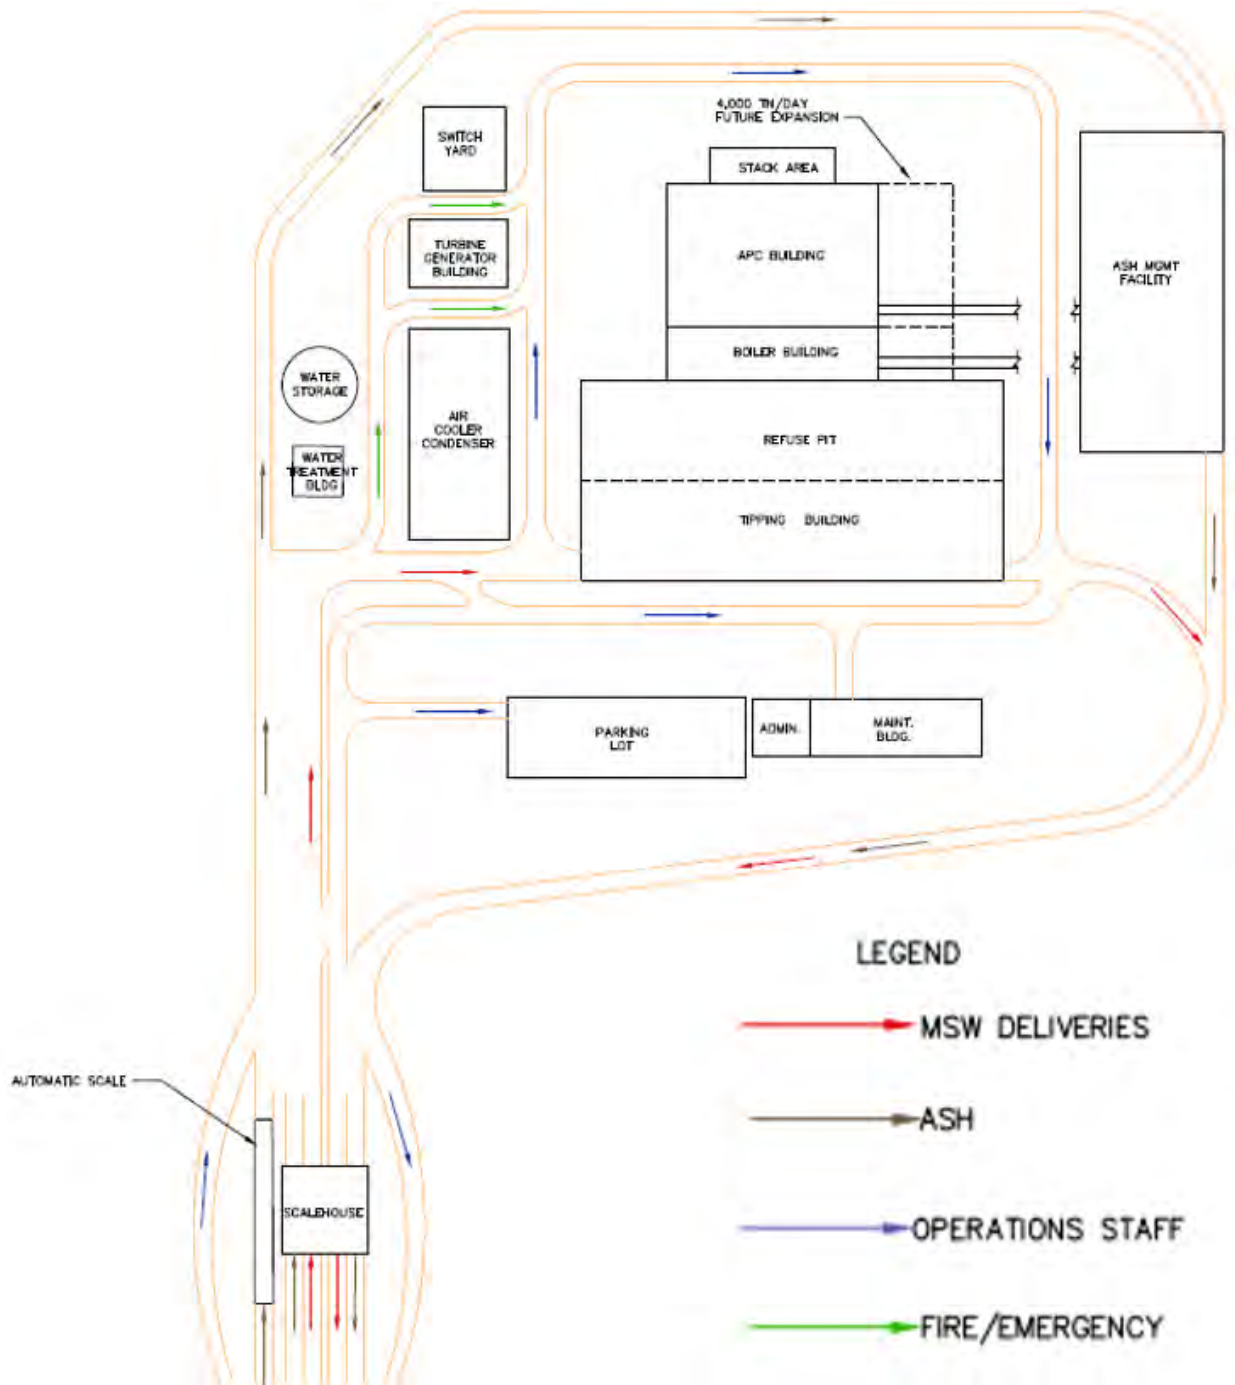 4,000 TN/DAY
FUTURE EXPANSION
SWITCH
YARD
STACK AREA
TURBINE
GENERATOR
BUILDING
APC BUILDING
ASH MGMT
FACILITY
BOILER BUILDING
WATER
STORAGE
AIR
COOLER
CONDENSER
REFUSE PIT
WATER
TREATMENT
BLDG
TIPPING BUILDING
PARKING
LOT
ADMIN.
MAINT.
BLDG.
LEGEND
MSW DELIVERIES
AUTOMATIC SCALE
ASH
SCALEHOUSE
OPERATIONS STAFF
FIRE/EMERGENCY